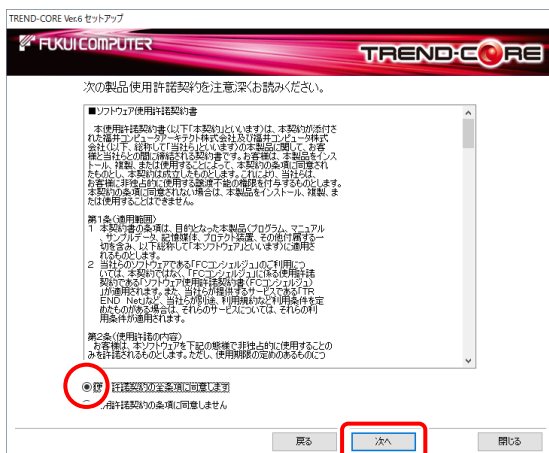 TREND-CORE Ver.6 セットアップ
FUKUI COMPUTER
TREND-CORE
次の製品使用許諾契約を注意深くお読みください。
■ソフトウェア使用許諾契約書
本使用許諾契約書(以下「本契約」といいます)は、本契約が添付さ
れた福井コンピュータアーキテクト株式会社及び福井コンピュータ株式
会社(以下、総称して「当社ら」といいます)の本製品に関して、お客
様と当社らとの間に締結される契約書です。お客様は、本製品をインス
トール、複製、または使用することによって、本契約の条項に同意され
たものとし、本契約は成立したものとします。これにより、当社らは、
お客様に非独占的に使用する譲渡不能の権限を付与するものとします。
本契約の条項に同意されない場合は、本製品をインストール、複製、ま
たは使用することはできません。
第1条(適用範囲)
1 本契約書の条項は、目的となった本製品(プログラム、マニュアル
、サンプルデータ、記憶媒体、プロテクト装置、その他付属する一
切を含み、以下総称して「本ソフトウェア」といいます)に適用さ
れるものとします。
2 当社らのソフトウェアである「FCコンシェルジュ」のご利用につ
いては、本契約ではなく、「FCコンシェルジュ」に係る使用許諾
契約である「ソフトウェア使用許諾契約書(FCコンシェルジュ)
」が適用されます。また、当社らが提供するサービスである「TR
END Net」など、当社らが別途、利用規約など利用条件を定
めたものがある場合は、それらのサービスについては、それらの利
用条件が適用されます。
第2条(使用許諾の内容)
お客様は、本ソフトウェアを下記の態様で非独占的に使用することの
みを許諾されるものとします。ただし、使用期限の定めのあるものにつ
許諾契約の全条項に同意します
用許諾契約の条項に同意しません
戻る
次へ
閉じる